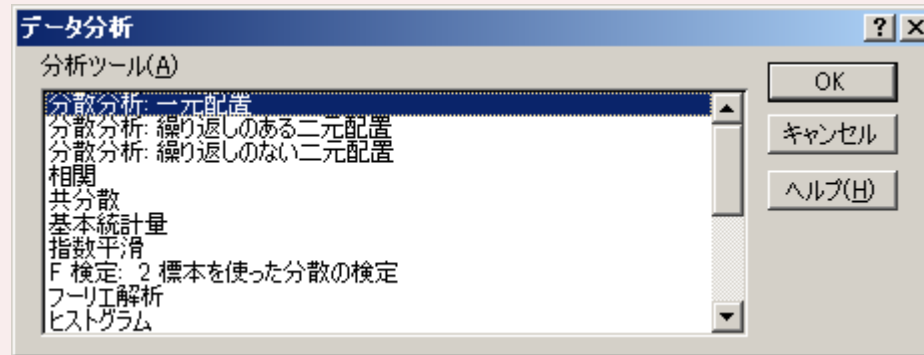 データ分析
分析ツール(A)
分散分析: 一元配置
分散分析: 繰り返しのある二元配置
分散分析: 繰り返しのない二元配置
相関
共分散
基本統計量
指数平滑
F 検定: 2 標本を使った分散の検定
フーリエ解析
ヒストグラム
OK
キャンセル
ヘルプ(H)